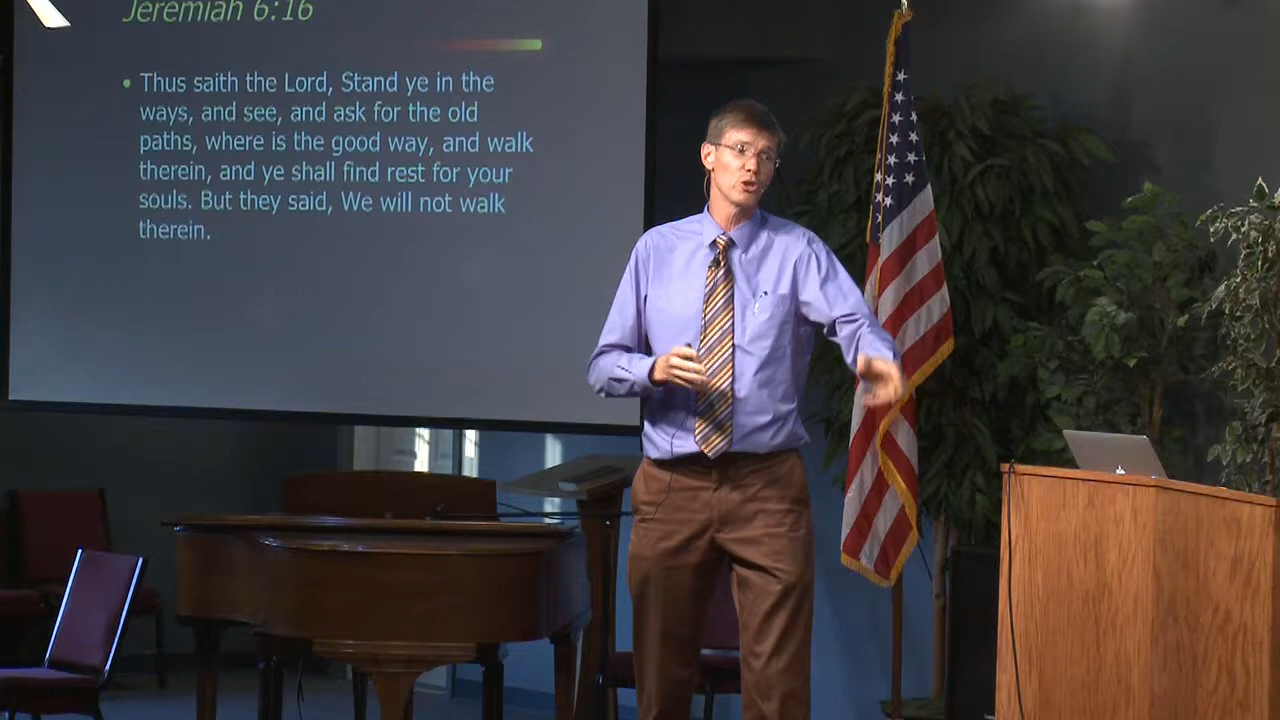 Jeremiah 6:16
• Thus saith the Lord, Stand ye in the
ways, and see, and ask for the old
paths, where is the good way, and walk
therein, and ye shall find rest for your
souls. But they said, We will not walk
therein.